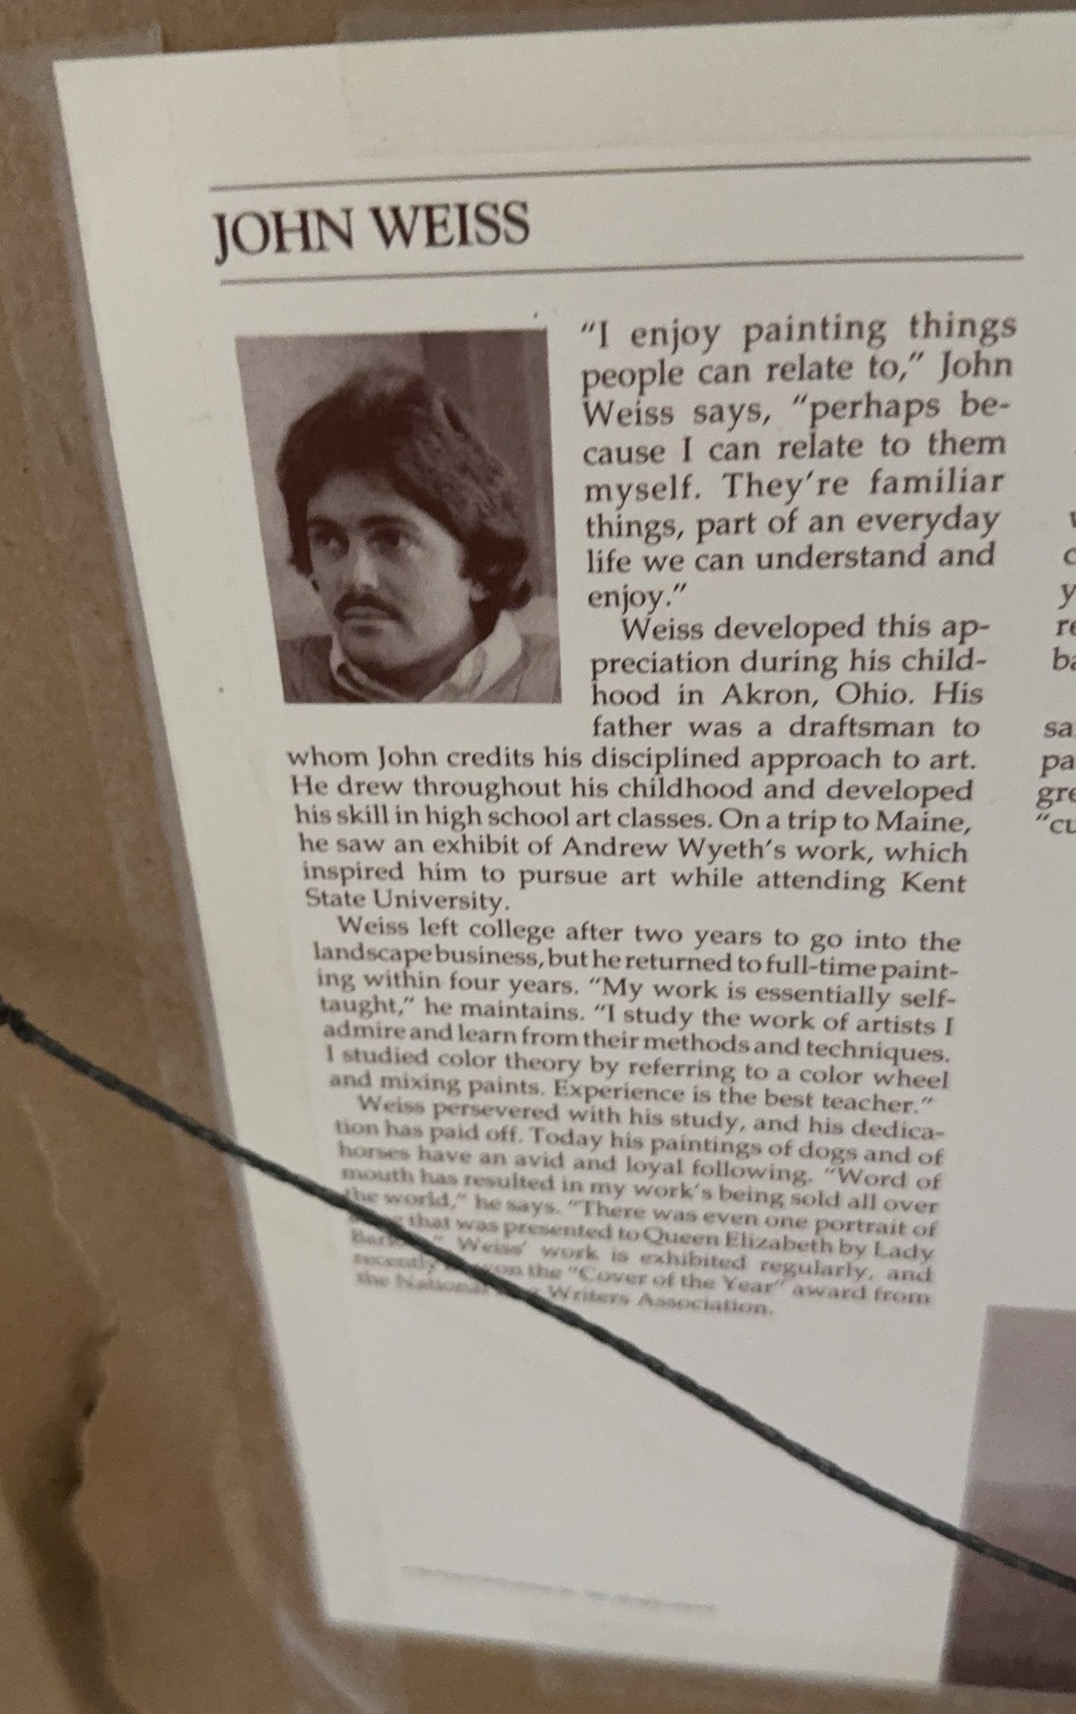 JOHN WEISS
"I enjoy painting things
people can relate to," John
Weiss says, "perhaps be-
cause I can relate to them
myself. They're familiar
things, part of an everyday
life we can understand and
enjoy."
Weiss developed this ap-
preciation during his child-
hood in Akron, Ohio. His
father was a draftsman to
whom John credits his disciplined approach to art.
He drew throughout his childhood and developed
his skill in high school art classes. On a trip to Maine,
he saw an exhibit of Andrew Wyeth's work, which
inspired him to pursue art while attending Kent
State University.
Weiss left college after two years to go into the
landscape business, but he returned to full-time paint-
ing within four years. "My work is essentially self-
taught," he maintains. "I study the work of artists I
admire and learn from their methods and techniques.
I studied color theory by referring to a color wheel
and mixing paints. Experience is the best teacher."
Weiss persevered with his study, and his dedica-
tion has paid off. Today his paintings of dogs and of
horses have an avid and loyal following. "Word of
mouth has resulted in my work's being sold all over
the world," he says. "There was even one portrait of
that was presented to Queen Elizabeth by Lady
Weiss' work is exhibited regularly, and
recently won the "Cover of the Year" award from
the National Writers Association.
re
ba
sa
pa
gre
"cu